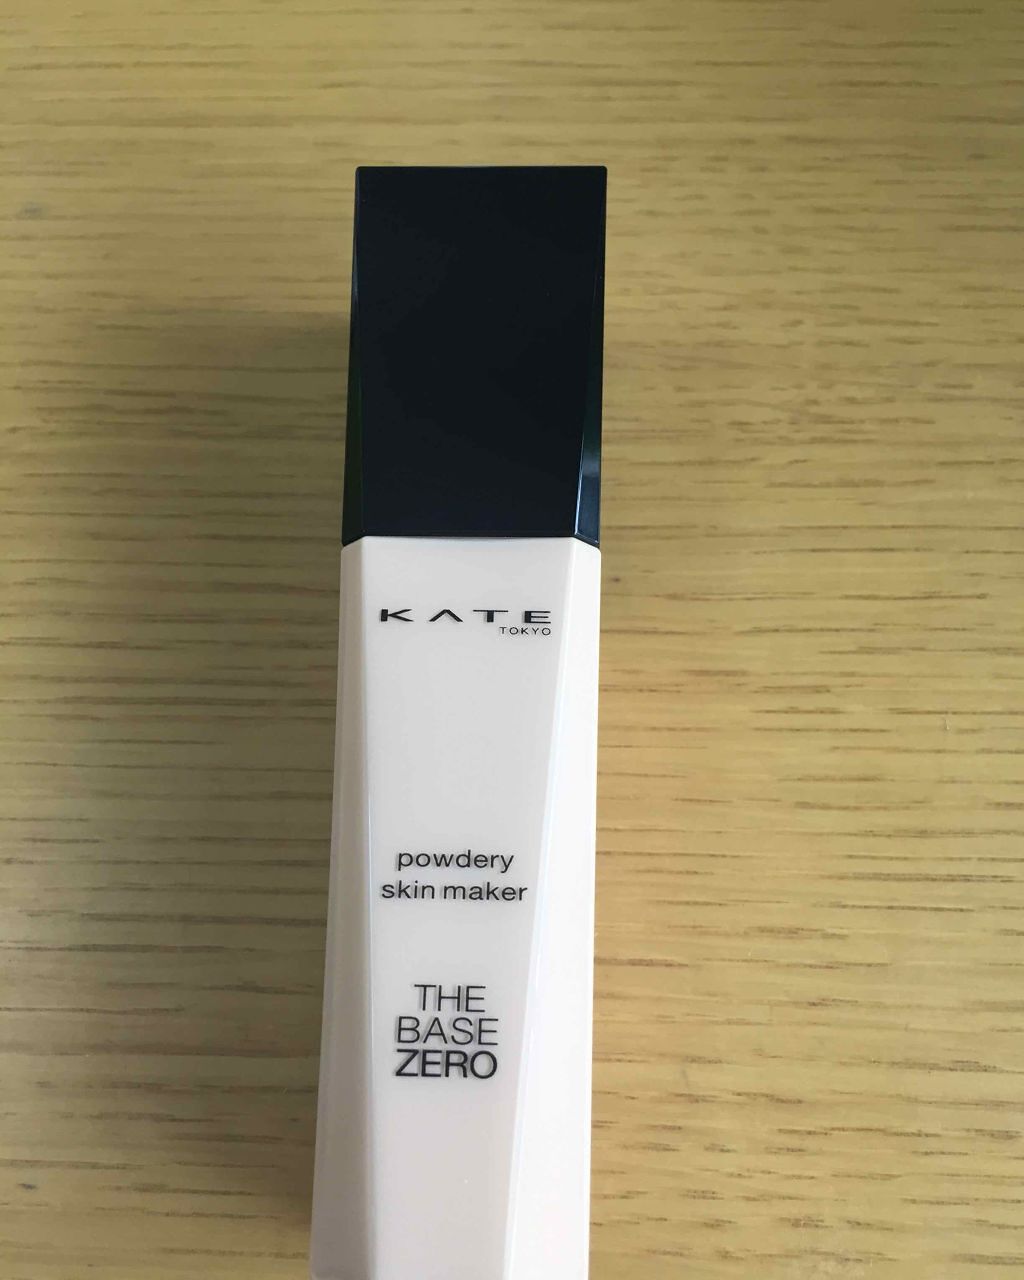 KATE
TOKYO
powdery
skin maker
THE
BASE
ZERO